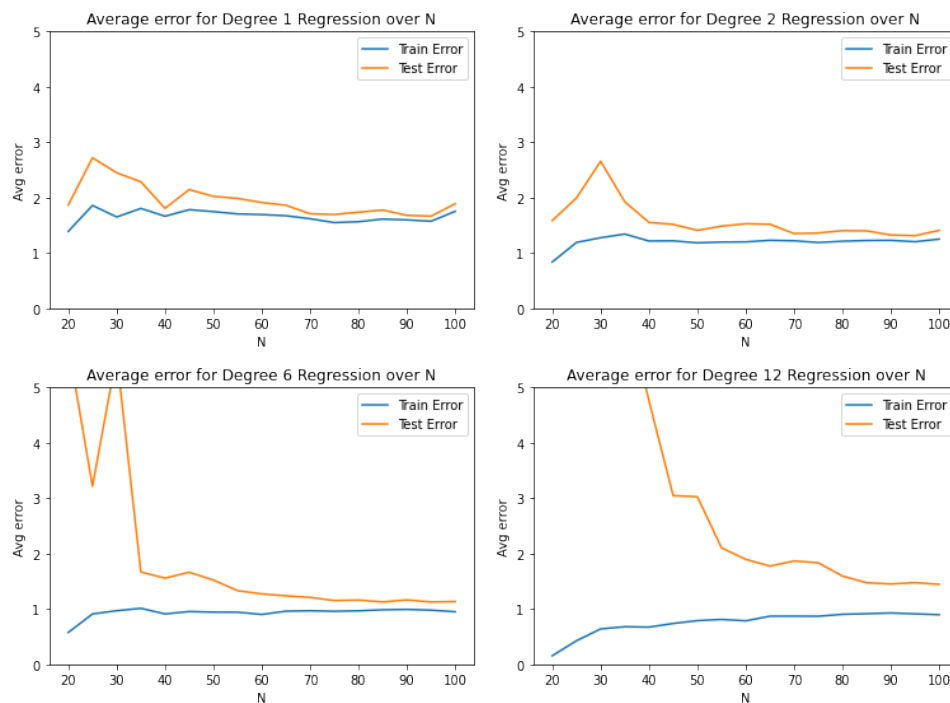 Average error for Degree 1 Regression over N
5
4
3
2
1
0
Avg error
Train Error
Test Error
20 30 40 50 60 70 80 90 100
N
Average error for Degree 2 Regression over N
5
4
3
2
1
0
Avg error
Train Error
Test Error
20 30 40 50 60 70 80 90 100
N
Average error for Degree 6 Regression over N
5
4
3
2
1
0
Avg error
Train Error
Test Error
20 30 40 50 60 70 80 90 100
N
Average error for Degree 12 Regression over N
5
4
3
2
1
0
Avg error
Train Error
Test Error
20 30 40 50 60 70 80 90 100
N